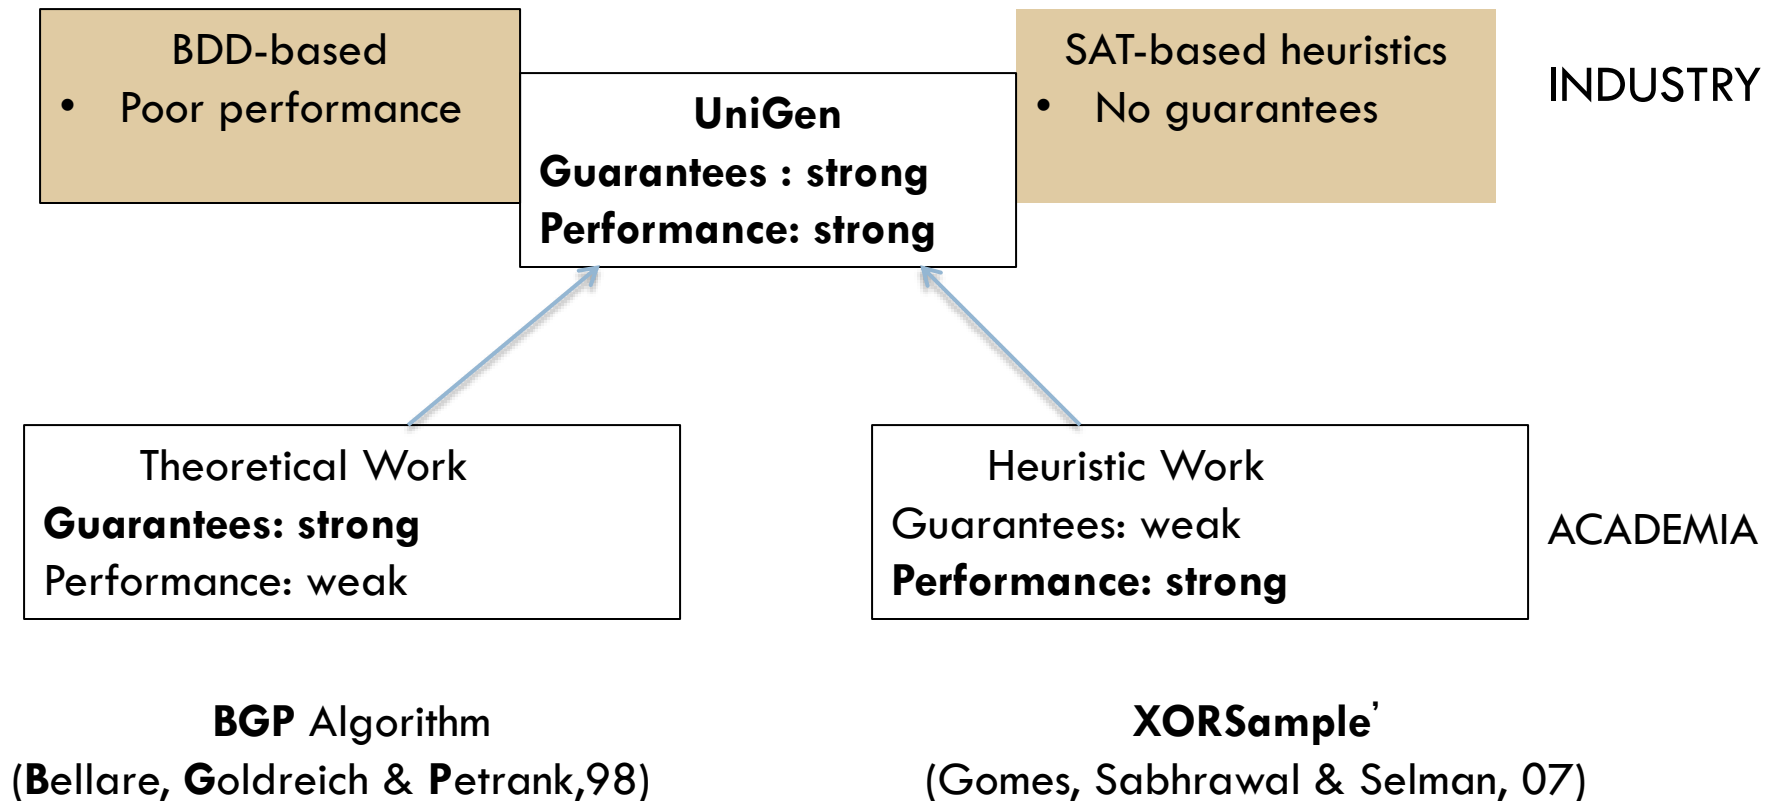 BDD-based
• Poor performance
UniGen
Guarantees : strong
Performance: strong
SAT-based heuristics
• No guarantees
INDUSTRY
Theoretical Work
Guarantees: strong
Performance: weak
Heuristic Work
Guarantees: weak
Performance: strong
ACADEMIA
BGP Algorithm
(Bellare, Goldreich & Petrank,98)
XORSample'
(Gomes, Sabhrawal & Selman, 07)